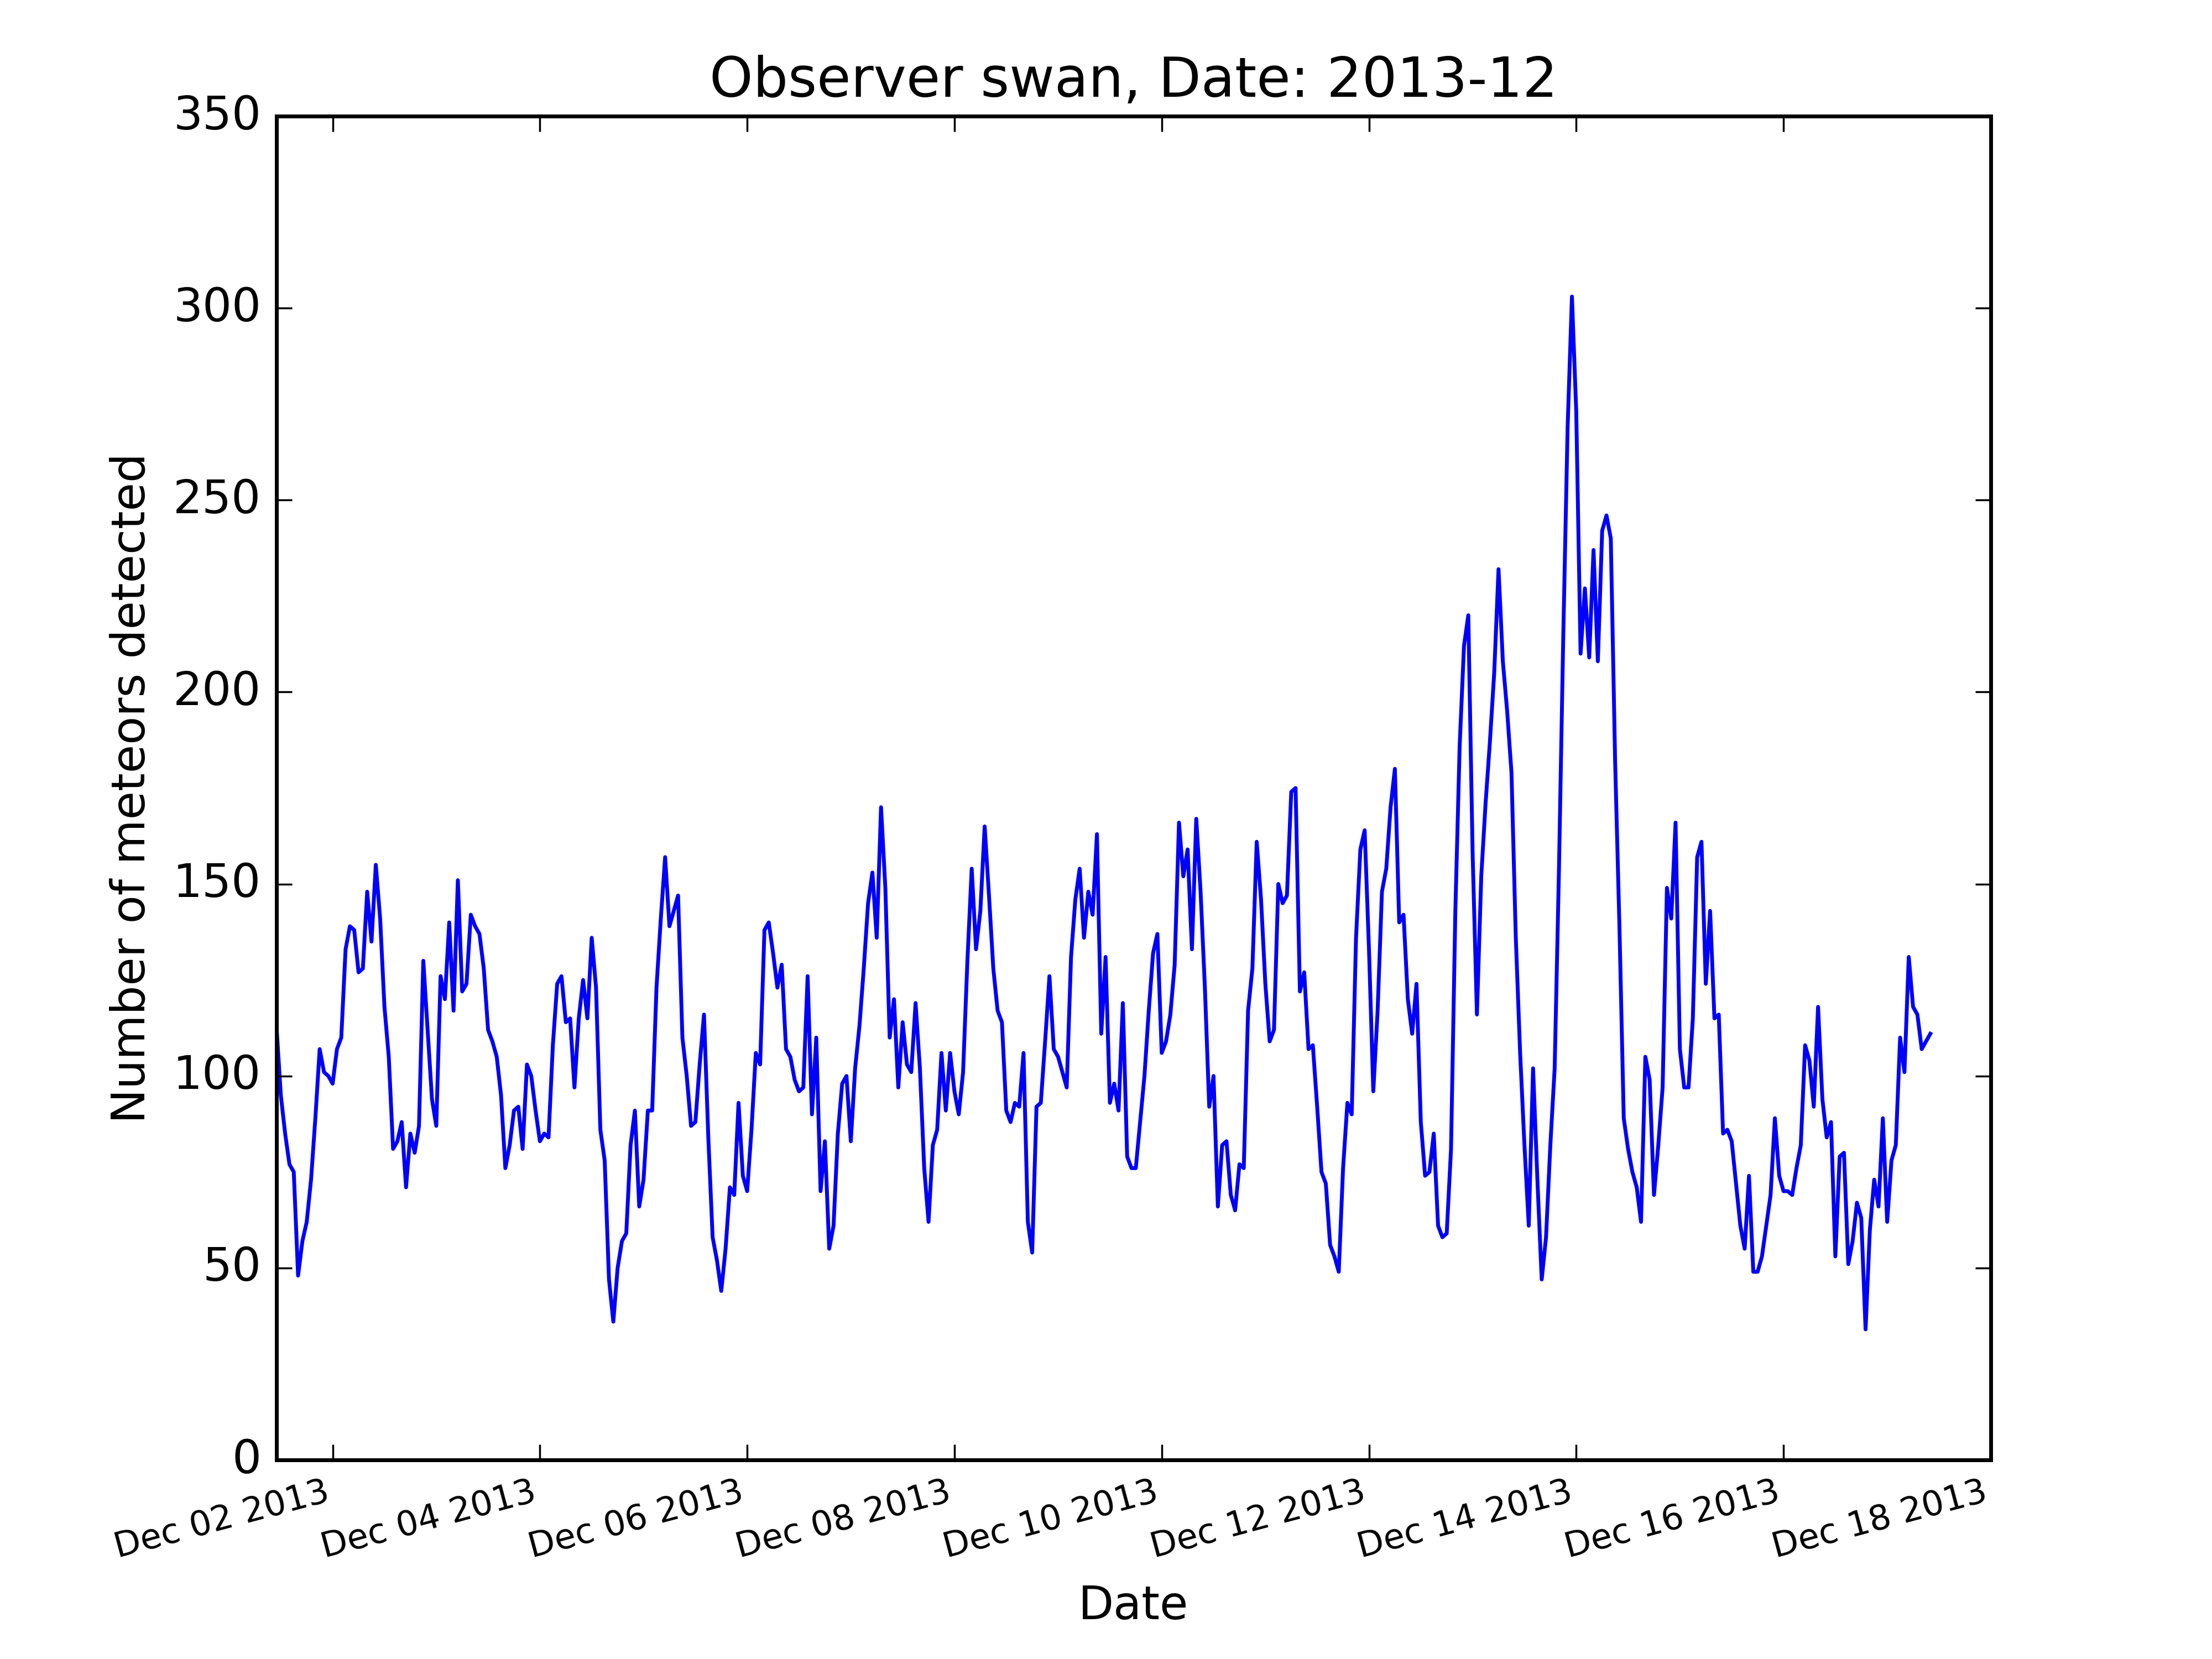 Observer swan, Date: 2013-12
350
300
250
200
150
100
50
0
Number of meteors detected
Dec 02 2013
Dec 04 2013
Dec 06 2013
Dec 08 2013
Dec 10 2013
Dec 12 2013
Dec 14 2013
Dec 16 2013
Dec 18 2013
Date